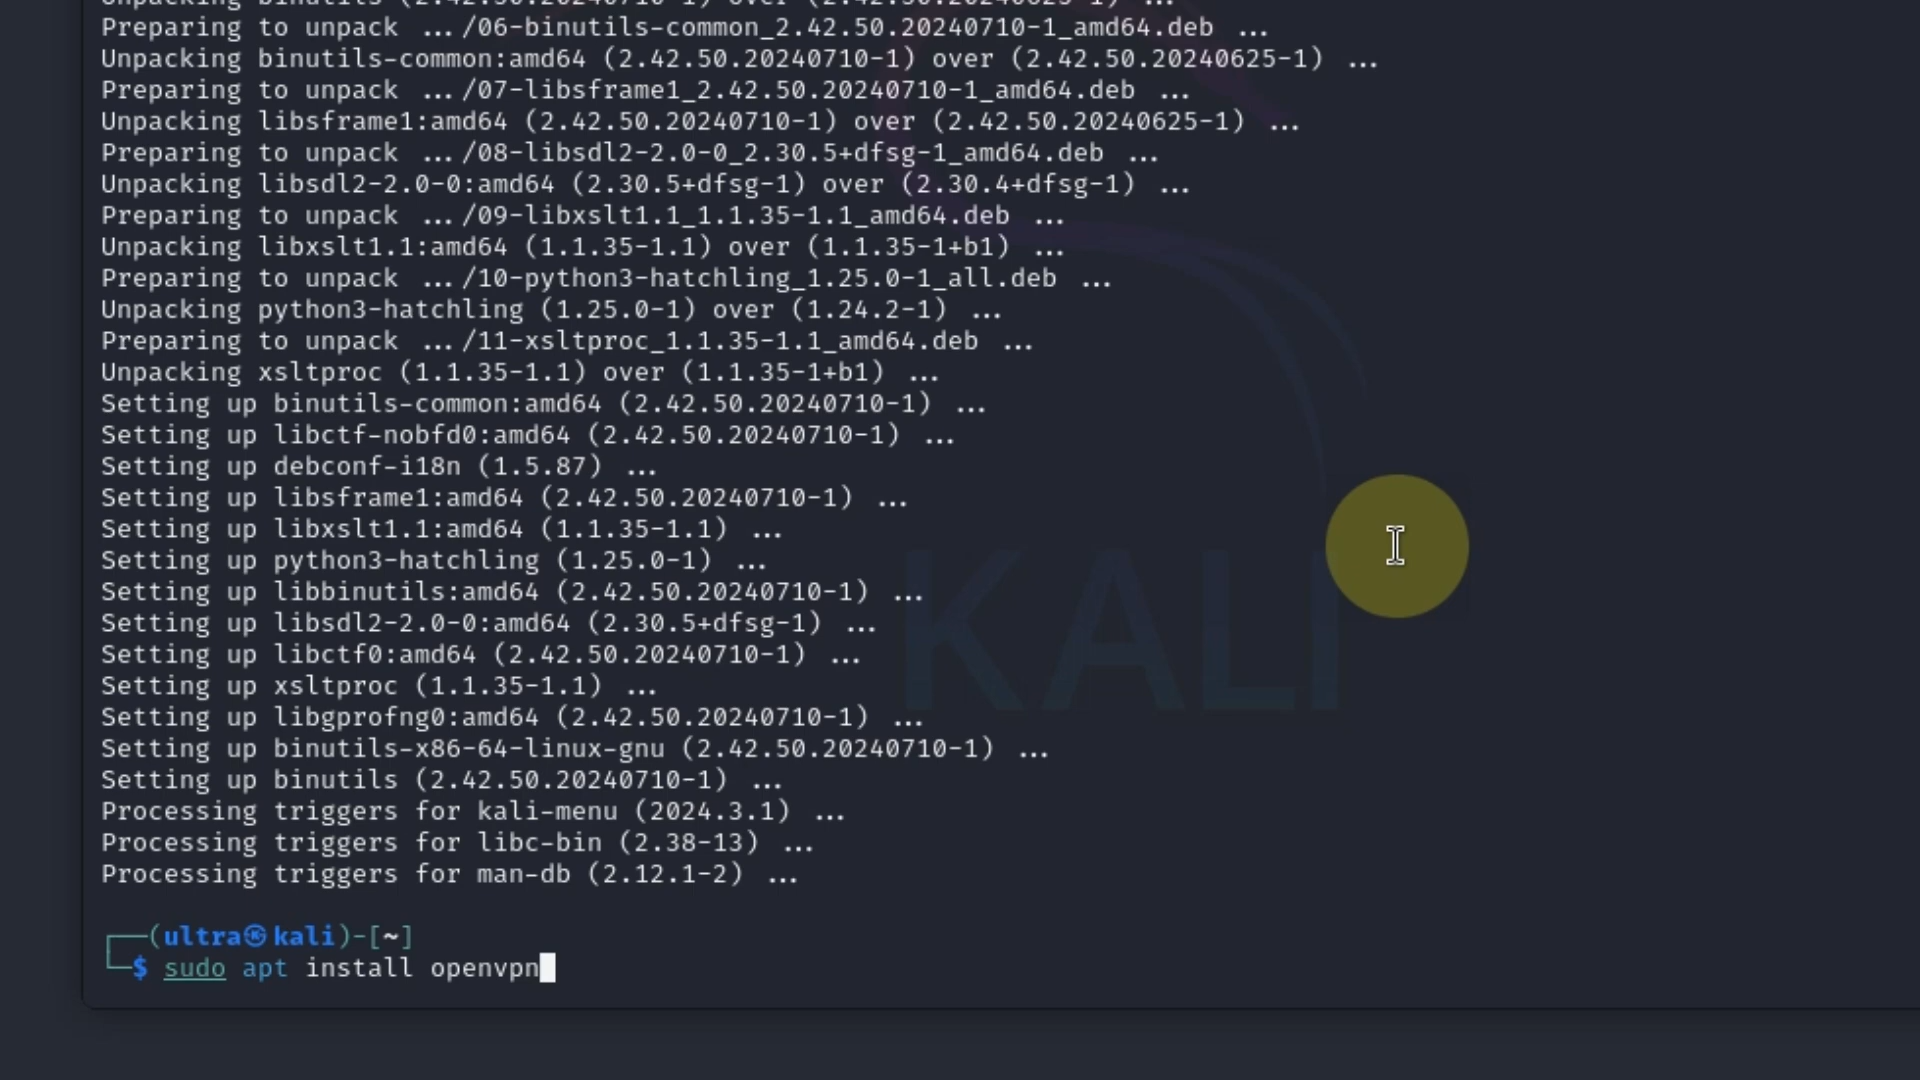 Unpacking binutils (2.42.50.20240710-1) over (2.42.50.20240625-1) ...
Preparing to unpack .../06-binutils-common_2.42.50.20240710-1_amd64.deb ...
Unpacking binutils-common:amd64 (2.42.50.20240710-1) over (2.42.50.20240625-1) ...
Preparing to unpack .../07-libsframe1_2.42.50.20240710-1_amd64.deb ...
Unpacking libsframe1:amd64 (2.42.50.20240710-1) over (2.42.50.20240625-1) ...
Preparing to unpack .../08-libsdl2-2.0-0_2.30.5+dfsg-1_amd64.deb ...
Unpacking libsdl2-2.0-0:amd64 (2.30.5+dfsg-1) over (2.30.4+dfsg-1) ...
Preparing to unpack .../09-libxslt1.1_1.1.35-1.1_amd64.deb ...
Unpacking libxslt1.1:amd64 (1.1.35-1.1) over (1.1.35-1+b1) ...
Preparing to unpack .../10-python3-hatchling_1.25.0-1_all.deb ...
Unpacking python3-hatchling (1.25.0-1) over (1.24.2-1) ...
Preparing to unpack .../11-xsltproc_1.1.35-1.1_amd64.deb ...
Unpacking xsltproc (1.1.35-1.1) over (1.1.35-1+b1) ...
Setting up binutils-common:amd64 (2.42.50.20240710-1) ...
Setting up libctf-nobfd0:amd64 (2.42.50.20240710-1) ...
Setting up debconf-i18n (1.5.87) ...
Setting up libsframe1:amd64 (2.42.50.20240710-1) ...
Setting up libxslt1.1:amd64 (1.1.35-1.1) ...
Setting up python3-hatchling (1.25.0-1) ...
Setting up libbinutils:amd64 (2.42.50.20240710-1) ...
Setting up libsdl2-2.0-0:amd64 (2.30.5+dfsg-1) ...
Setting up libctf0:amd64 (2.42.50.20240710-1) ...
Setting up xsltproc (1.1.35-1.1) ...
Setting up libgprofng0:amd64 (2.42.50.20240710-1) ...
Setting up binutils-x86-64-linux-gnu (2.42.50.20240710-1) ...
Setting up binutils (2.42.50.20240710-1) ...
Processing triggers for kali-menu (2024.3.1) ...
Processing triggers for libc-bin (2.38-13) ...
Processing triggers for man-db (2.12.1-2) ...
┌──(ultra㉿kali)-[~]
└─$ sudo apt install openvpn
KALI